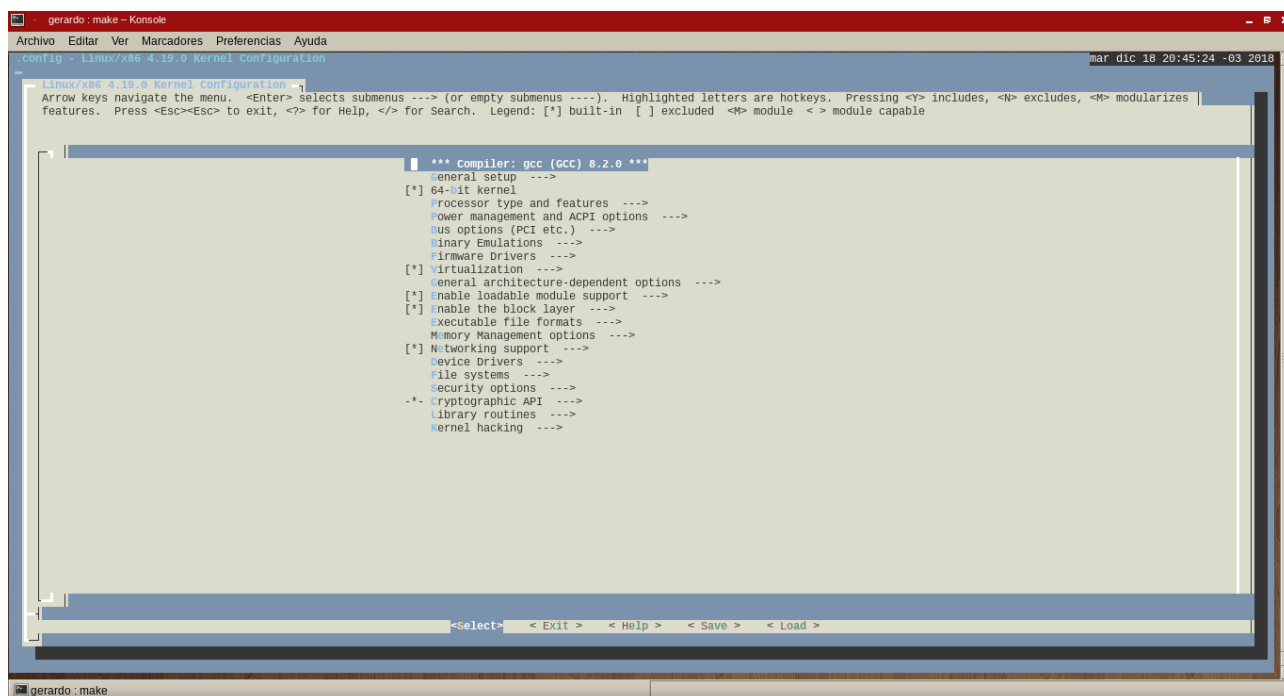 gerardo : make – Konsole
Archivo Editar Ver Marcadores Preferencias Ayuda
.config - Linux/x86 4.19.0 Kernel Configuration
mar dic 18 20:45:24 -03 2018
Linux/x86 4.19.0 Kernel Configuration
Arrow keys navigate the menu. <Enter> selects submenus ---> (or empty submenus ----). Highlighted letters are hotkeys. Pressing <Y> includes, <N> excludes, <M> modularizes
features. Press <Esc><Esc> to exit, <?> for Help, </> for Search. Legend: [*] built-in [ ] excluded <M> module < > module capable
*** Compiler: gcc (GCC) 8.2.0 ***
General setup --->
[*] 64-bit kernel
Processor type and features --->
Power management and ACPI options --->
Bus options (PCI etc.) --->
Binary Emulations --->
Firmware Drivers --->
[*] Virtualization --->
General architecture-dependent options --->
[*] Enable loadable module support --->
[*] Enable the block layer --->
Executable file formats --->
Memory Management options --->
[*] Networking support --->
Device Drivers --->
File systems --->
Security options --->
-*- Cryptographic API --->
Library routines --->
Kernel hacking --->
<Select> < Exit > < Help > < Save > < Load >
gerardo : make